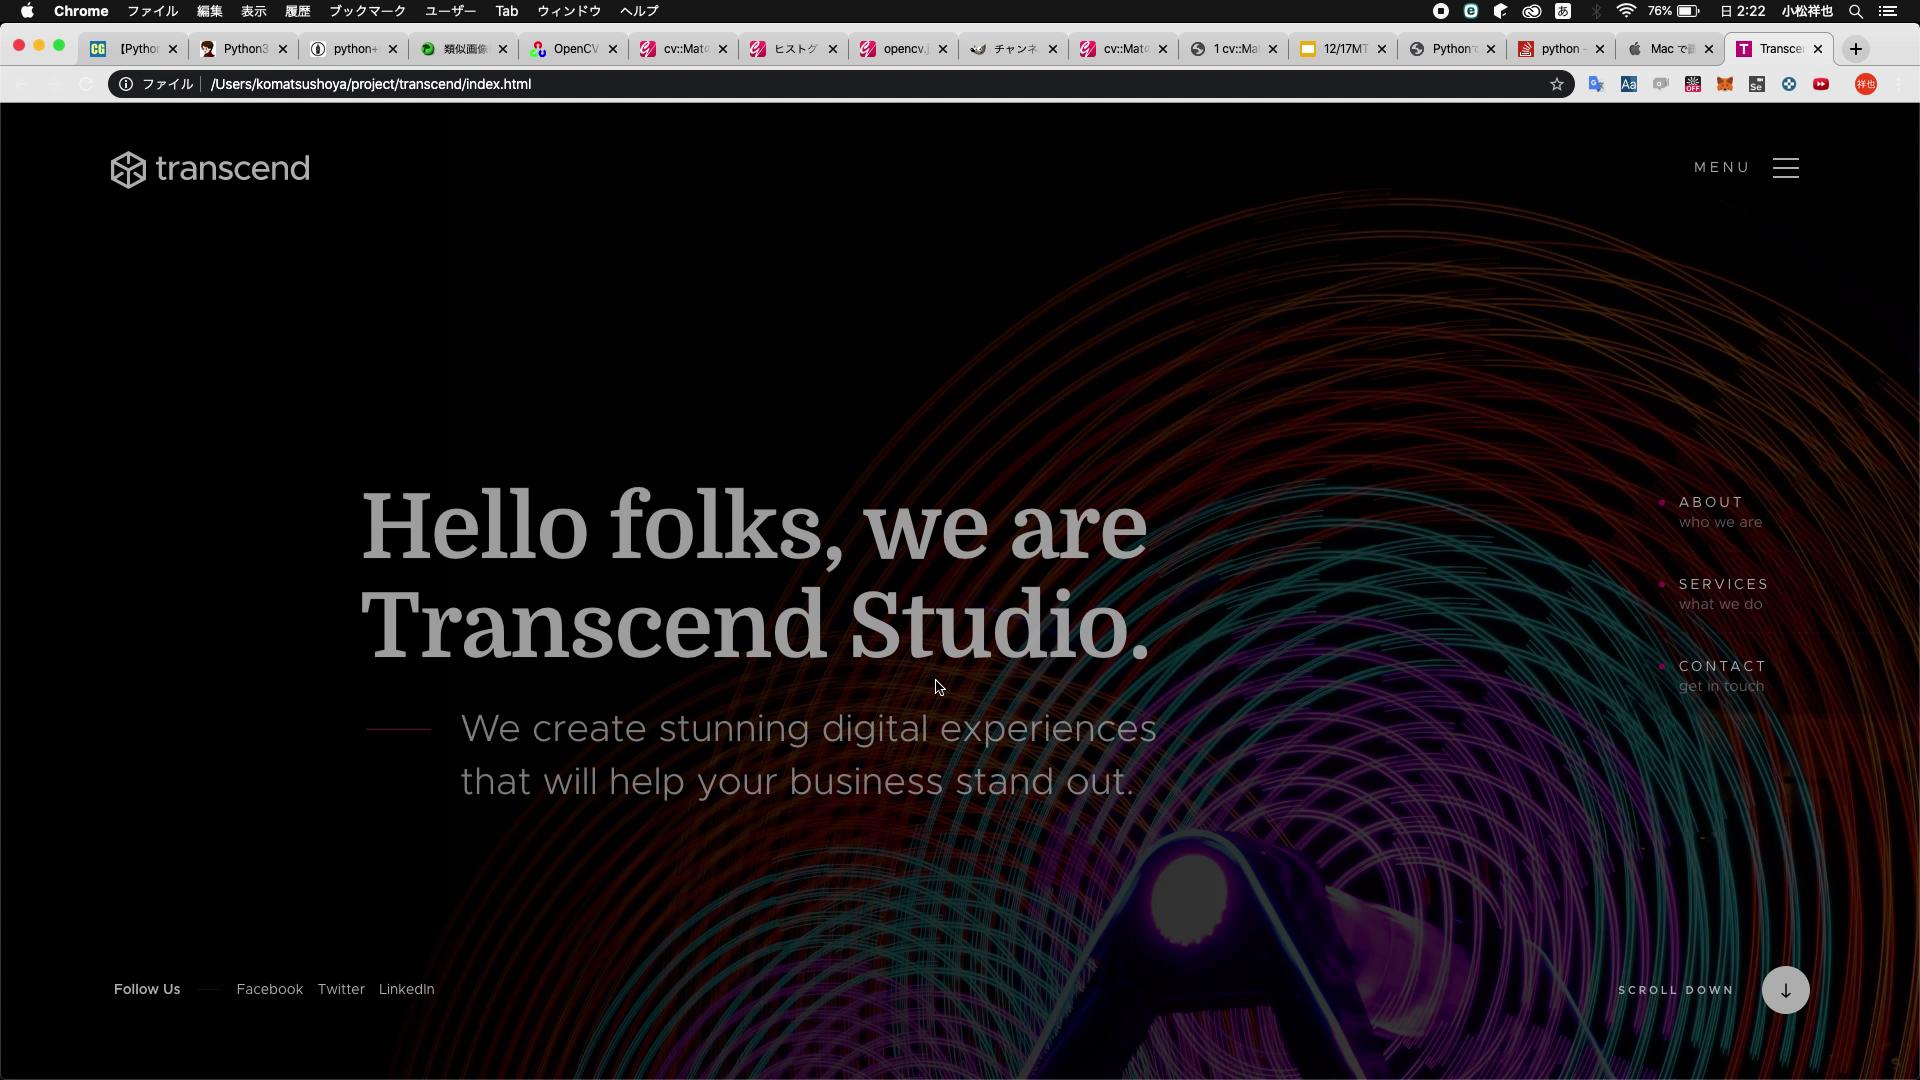 Chrome ファイル 編集 表示 履歴 ブックマーク ユーザー Tab ウィンドウ ヘルプ 76% 日 2:22 小松祥也
【Pythor Python3 python+ 類似画像 OpenCV cv::Mat ヒストグ opencv.j チャンネ cv::Mat 1 cv::Mat 12/17MT Python python - Mac で Transcen
ファイル /Users/komatsushoya/project/transcend/index.html
transcend
MENU
Hello folks, we are
Transcend Studio.
We create stunning digital experiences
that will help your business stand out.
ABOUT
who we are
SERVICES
what we do
CONTACT
get in touch
Follow Us Facebook Twitter LinkedIn
SCROLL DOWN